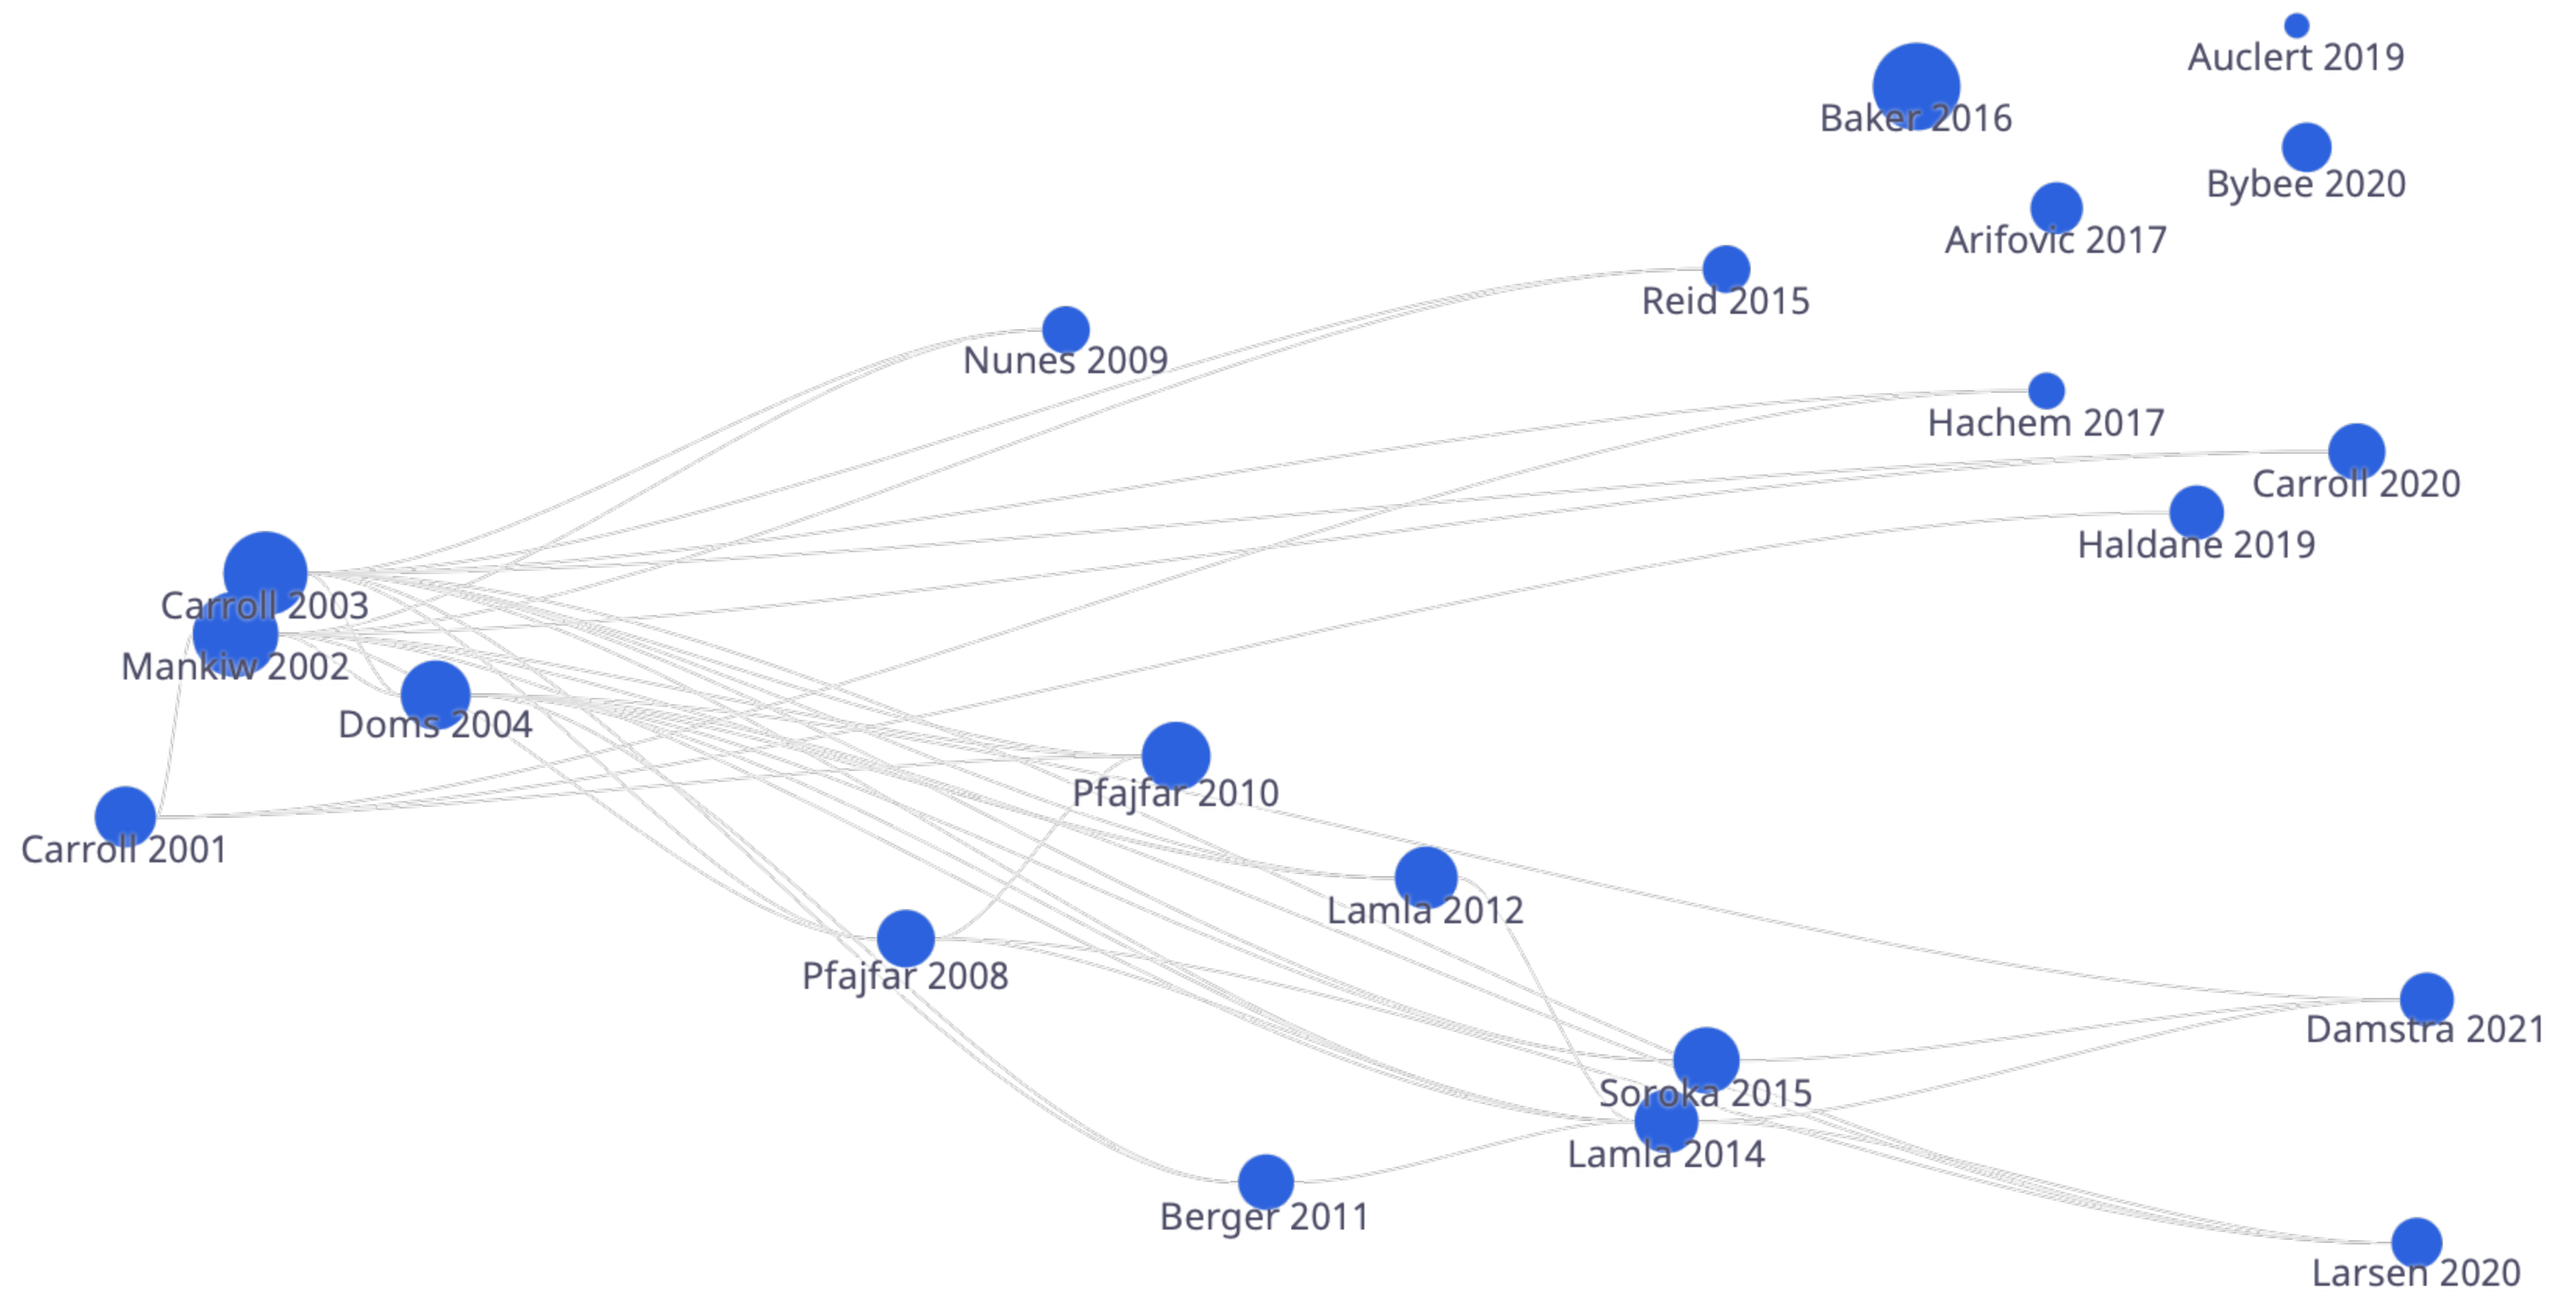 Auclert 2019
Baker 2016
Bybee 2020
Arifovic 2017
Reid 2015
Nunes 2009
Hachem 2017
Carroll 2020
Haldane 2019
Carroll 2003
Mankiw 2002
Doms 2004
Pfajfar 2010
Carroll 2001
Lamla 2012
Pfajfar 2008
Damstra 2021
Soroka 2015
Lamla 2014
Berger 2011
Larsen 2020